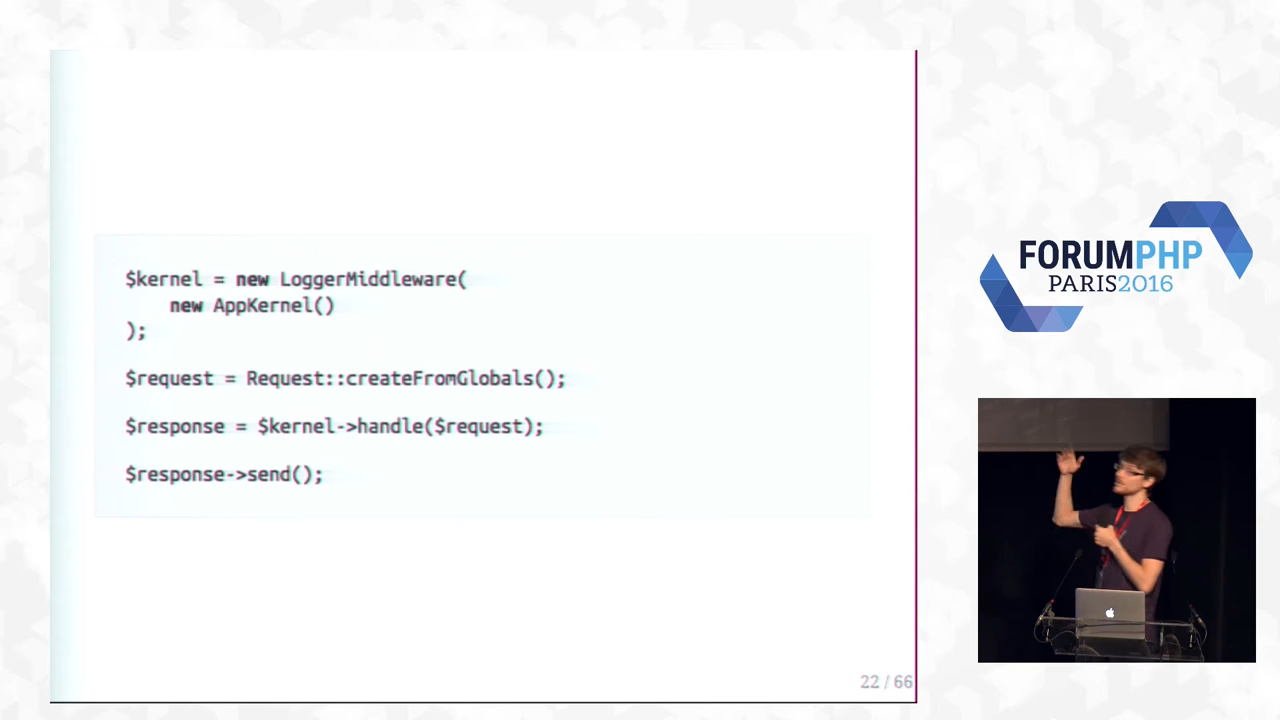 $kernel = new LoggerMiddleware(
    new AppKernel()
);
$request = Request::createFromGlobals();
$response = $kernel->handle($request);
$response->send();
22 / 66
FORUMPHP
PARIS2016